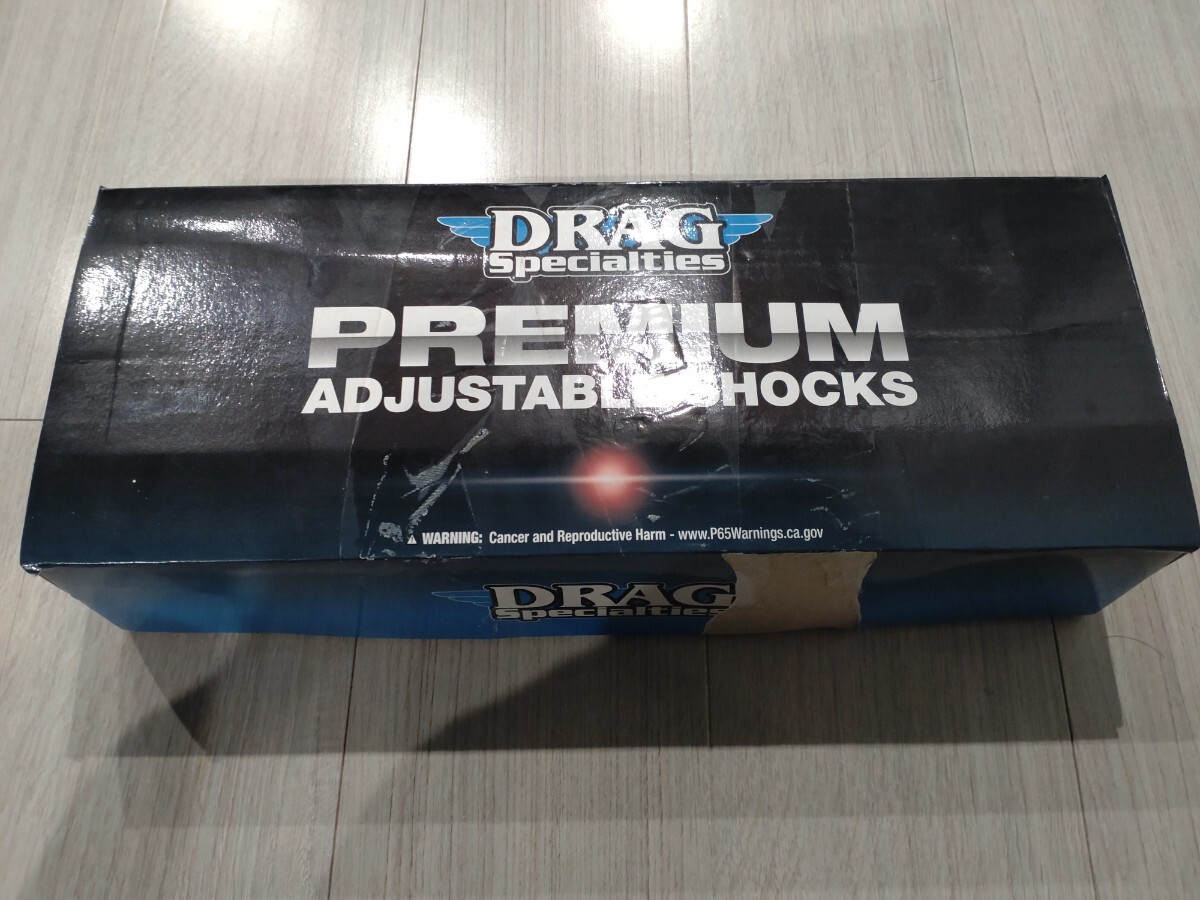 DRAG
Specialties
PREMIUM
ADJUSTABLE SHOCKS
WARNING: Cancer and Reproductive Harm - www.P65Warnings.ca.gov
DRAG
Specialties